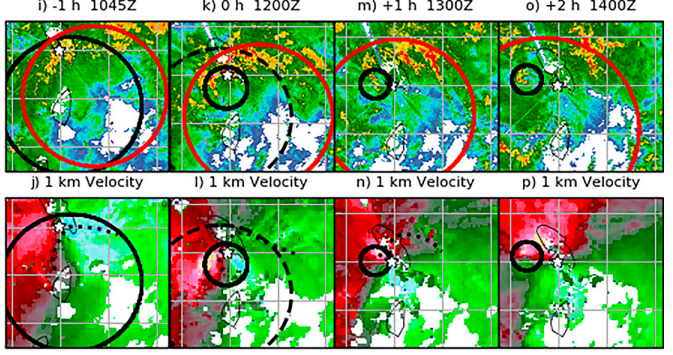 i) -1 h 1045Z
k) 0 h 1200Z
m) +1 h 1300Z
o) +2 h 1400Z
j) 1 km Velocity
l) 1 km Velocity
n) 1 km Velocity
p) 1 km Velocity